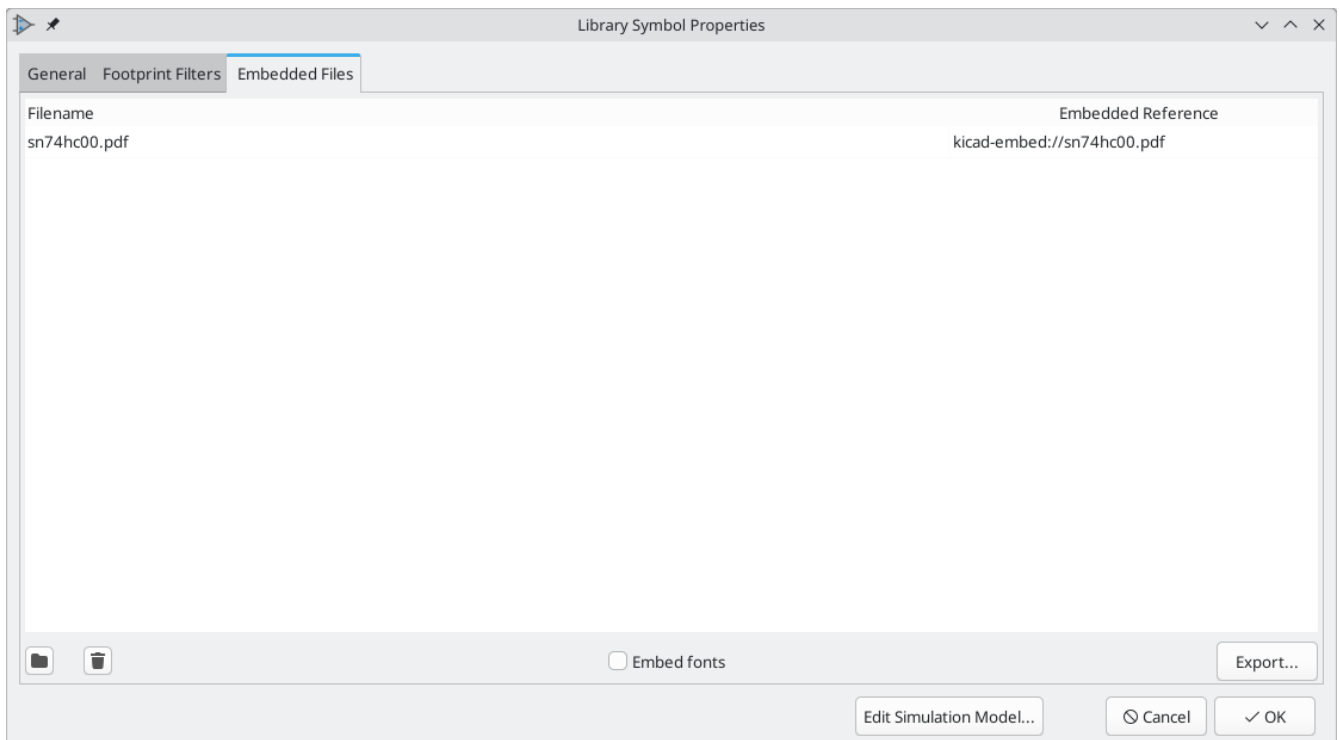 Library Symbol Properties
General Footprint Filters Embedded Files
Filename Embedded Reference
sn74hc00.pdf kicad-embed://sn74hc00.pdf
Embed fonts Export...
Edit Simulation Model... Cancel OK